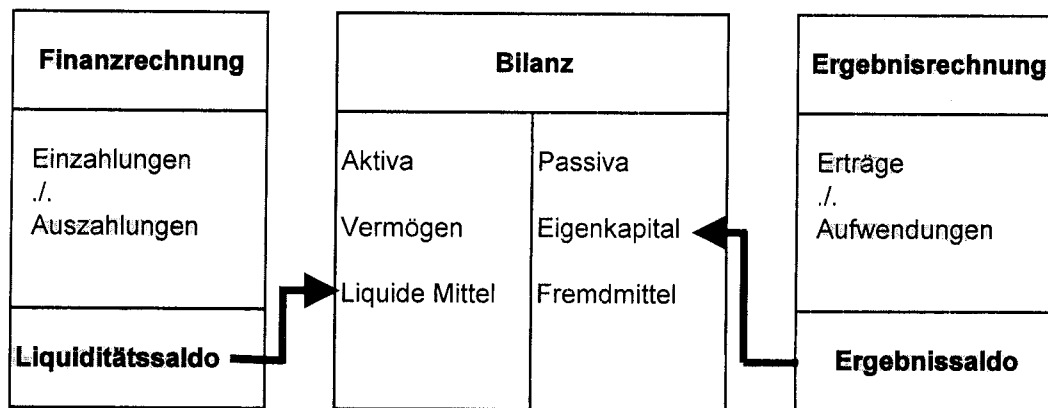 Finanzrechnung
Einzahlungen
./.
Auszahlungen
Liquiditätssaldo
Bilanz
Aktiva
Vermögen
Liquide Mittel
Passiva
Eigenkapital
Fremdmittel
Ergebnisrechnung
Erträge
./.
Aufwendungen
Ergebnissaldo